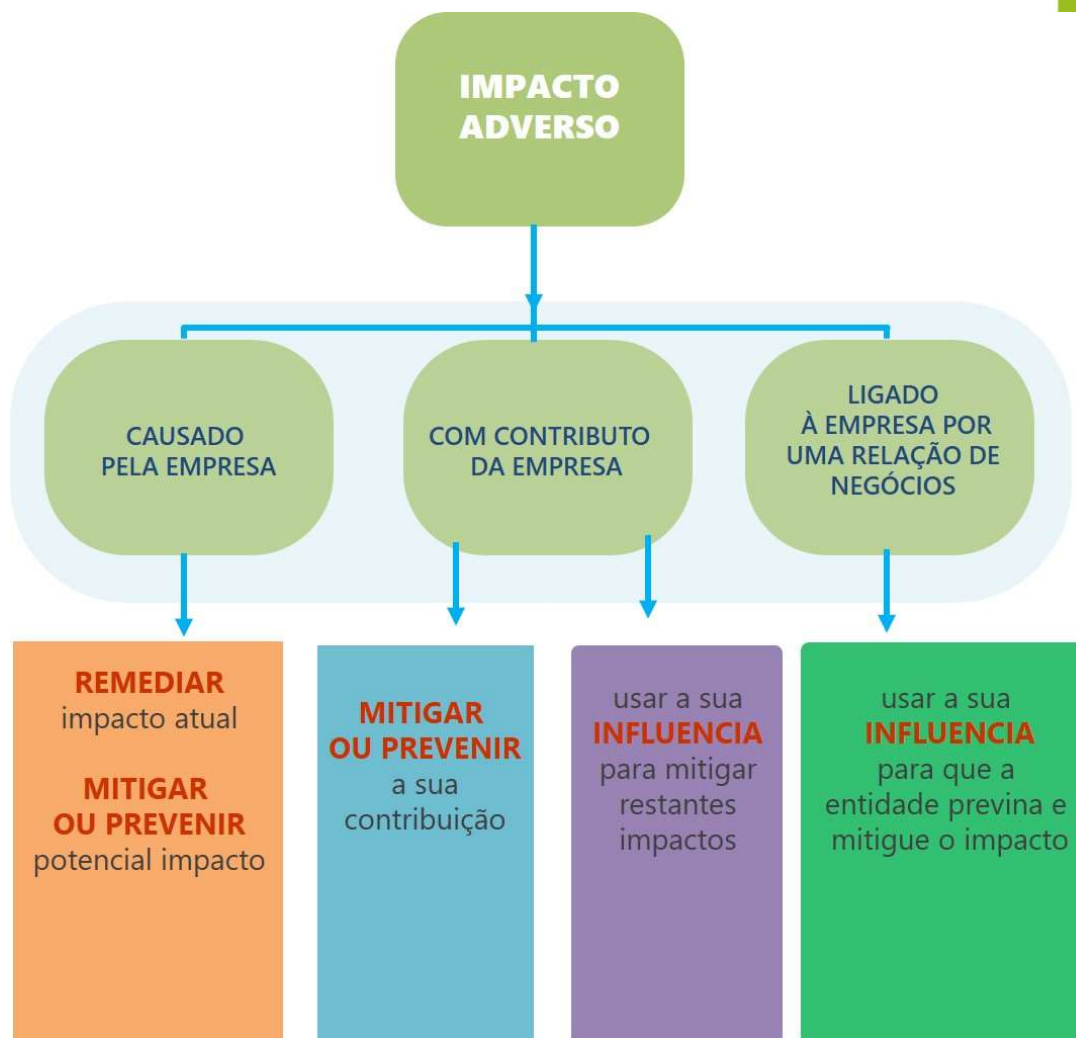 IMPACTO
ADVERSO
CAUSADO
PELA EMPRESA
COM CONTRIBUTO
DA EMPRESA
LIGADO
À EMPRESA POR
UMA RELAÇÃO DE
NEGÓCIOS
REMEDIAR
impacto atual
MITIGAR
OU PREVENIR
potencial impacto
MITIGAR
OU PREVENIR
a sua
contribuição
usar a sua
INFLUENCIA
para mitigar
restantes
impactos
usar a sua
INFLUENCIA
para que a
entidade previna e
mitigue o impacto